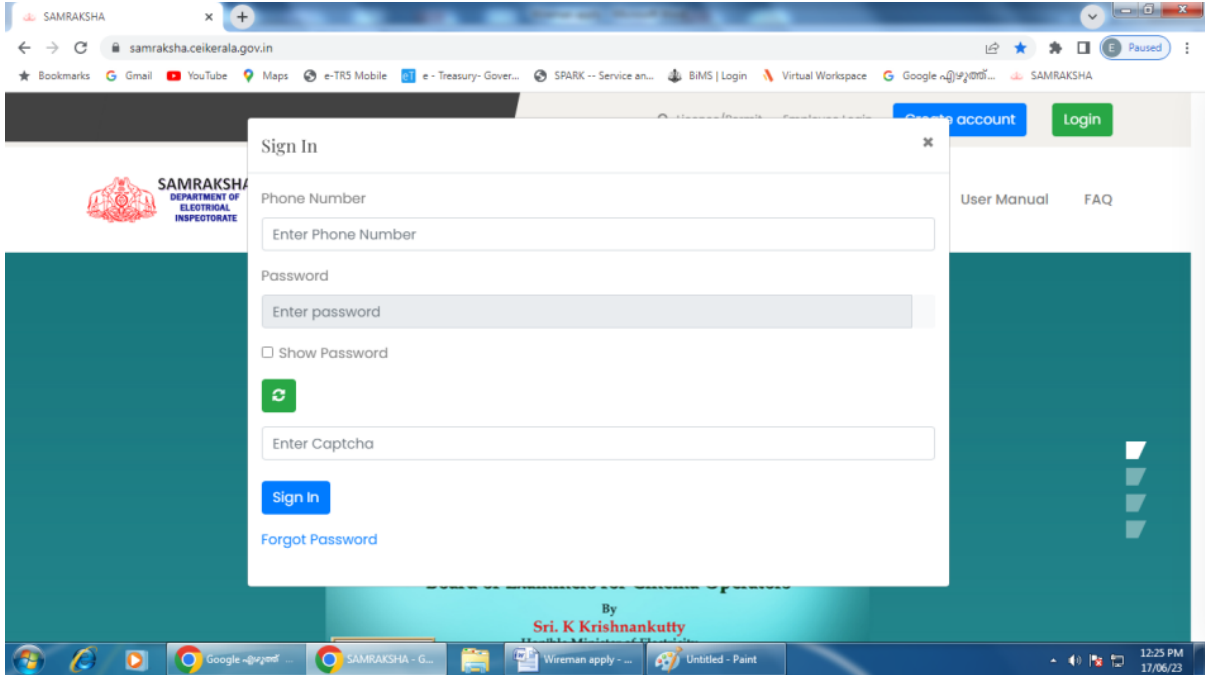 SAMRAKSHA
samraksha.ceikerala.gov.in
Paused
Bookmarks Gmail YouTube Maps e-TR5 Mobile e - Treasury- Gover... SPARK -- Service an... BiMS | Login Virtual Workspace Google എഴുത്ത്... SAMRAKSHA
account Login
Sign In
SAMRAKSHA
DEPARTMENT OF
ELECTRICAL
INSPECTORATE
User Manual FAQ
Phone Number
Enter Phone Number
Password
Enter password
Show Password
Enter Captcha
Sign In
Forgot Password
By
Sri. K Krishnankutty
Google എഴുത്ത് ... SAMRAKSHA - G... Wireman apply - ... Untitled - Paint
12:25 PM
17/06/23